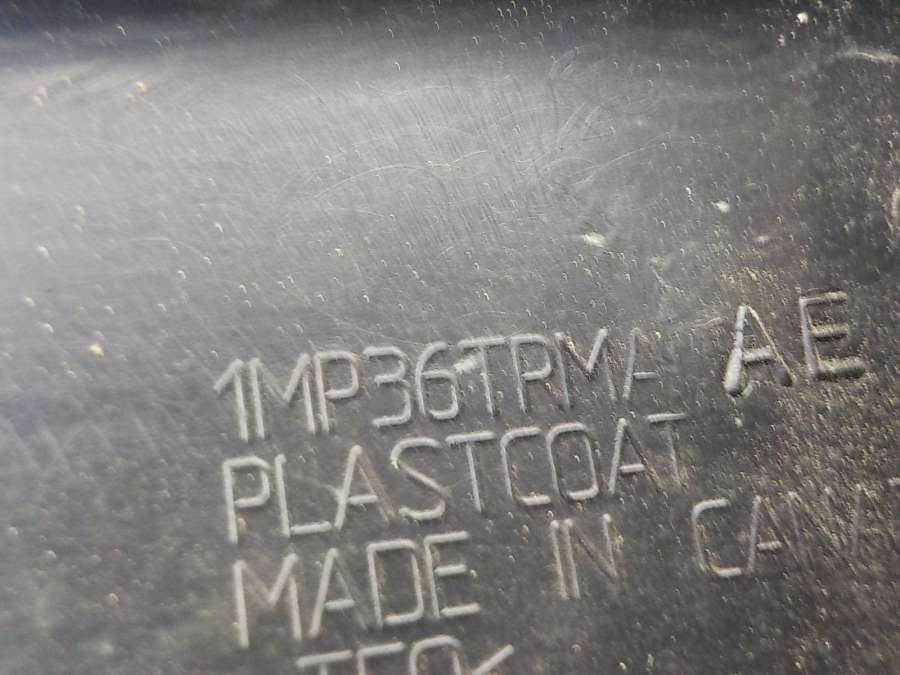 1MP36TRMA AE
PLASTCOAT
MADE IN